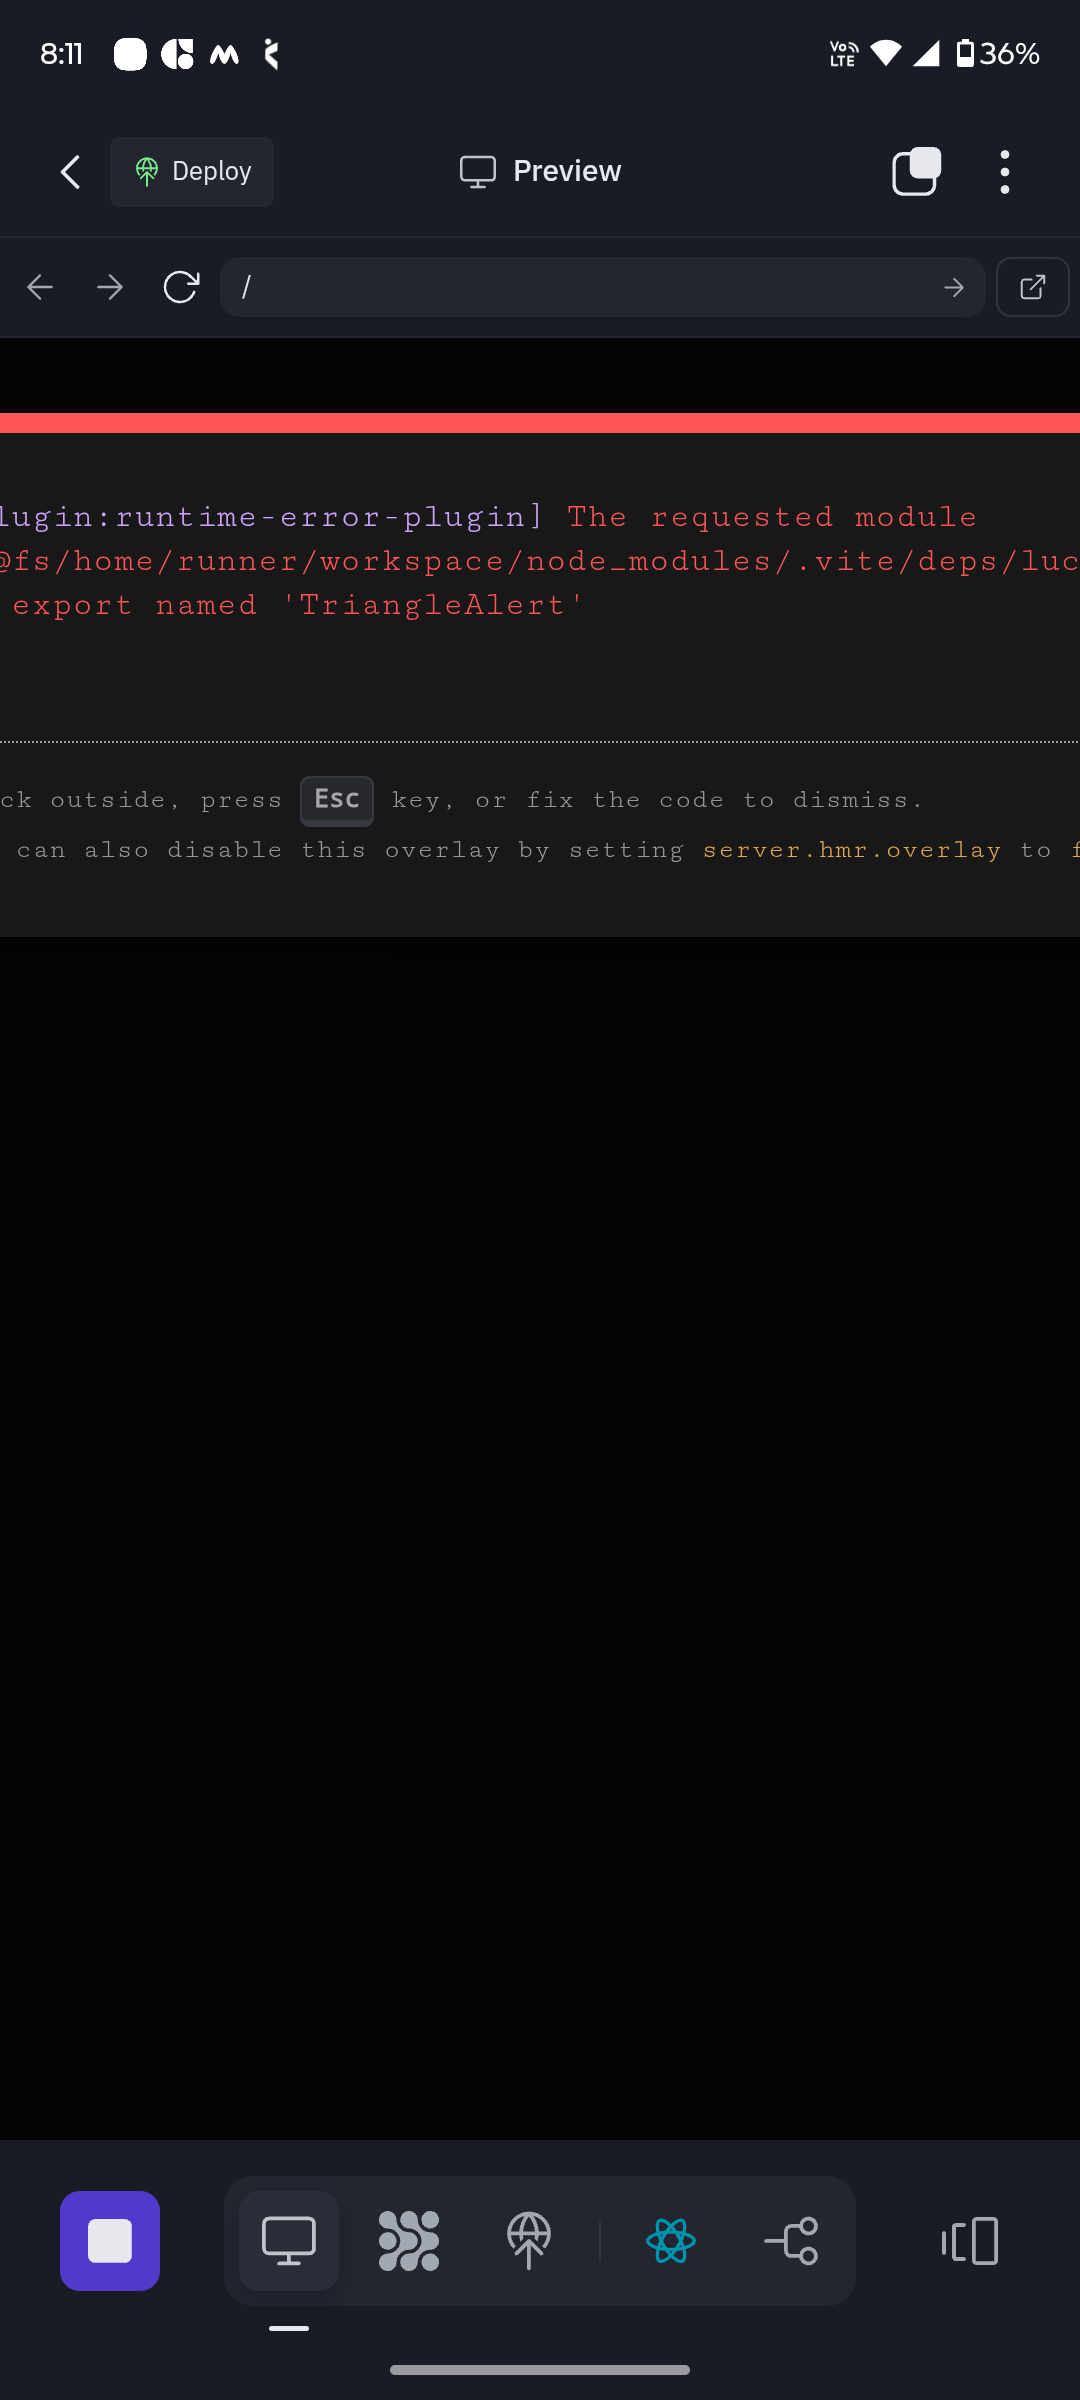 8:11
Vo LTE
36%
Deploy
Preview
/
lugin:runtime-error-plugin] The requested module
@fs/home/runner/workspace/node_modules/.vite/deps/luc
export named 'TriangleAlert'
ck outside, press Esc key, or fix the code to dismiss.
can also disable this overlay by setting server.hmr.overlay to f